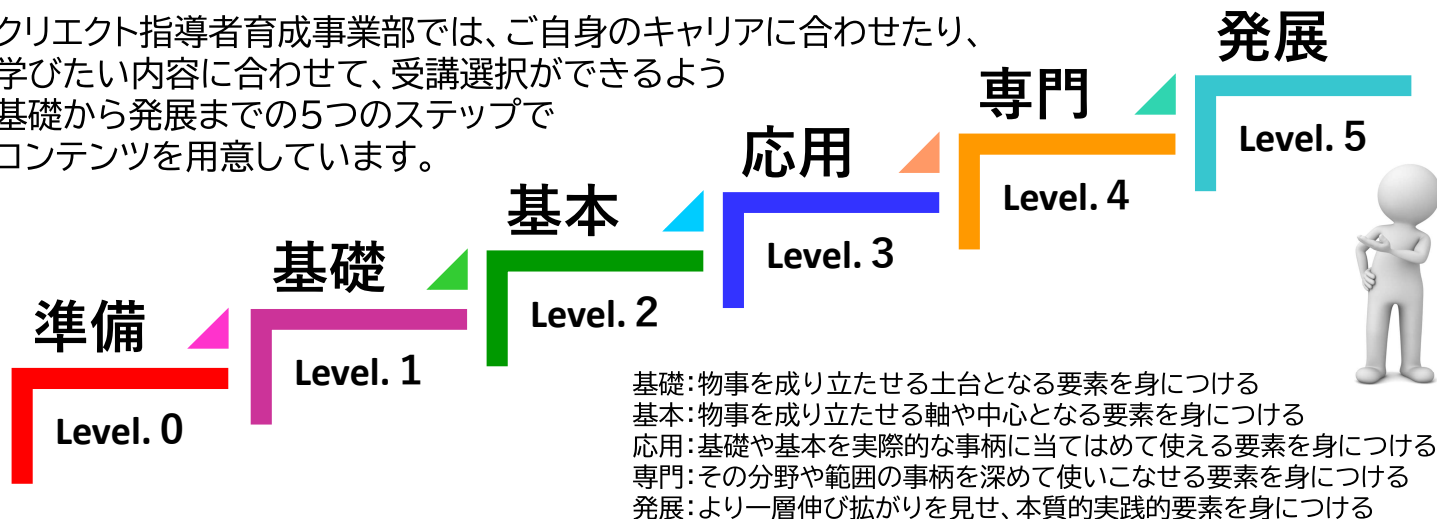 クリエクト指導者育成事業部では、ご自身のキャリアに合わせたり、
学びたい内容に合わせて、受講選択ができるよう
基礎から発展までの5つのステップで
コンテンツを用意しています。
発展
Level. 5
専門
Level. 4
応用
Level. 3
基本
Level. 2
基礎
Level. 1
準備
Level. 0
基礎：物事を成り立たせる土台となる要素を身につける
基本：物事を成り立たせる軸や中心となる要素を身につける
応用：基礎や基本を実際的な事柄に当てはめて使える要素を身につける
専門：その分野や範囲の事柄を深めて使いこなせる要素を身につける
発展：より一層伸び拡がりを見せ、本質的実践的要素を身につける